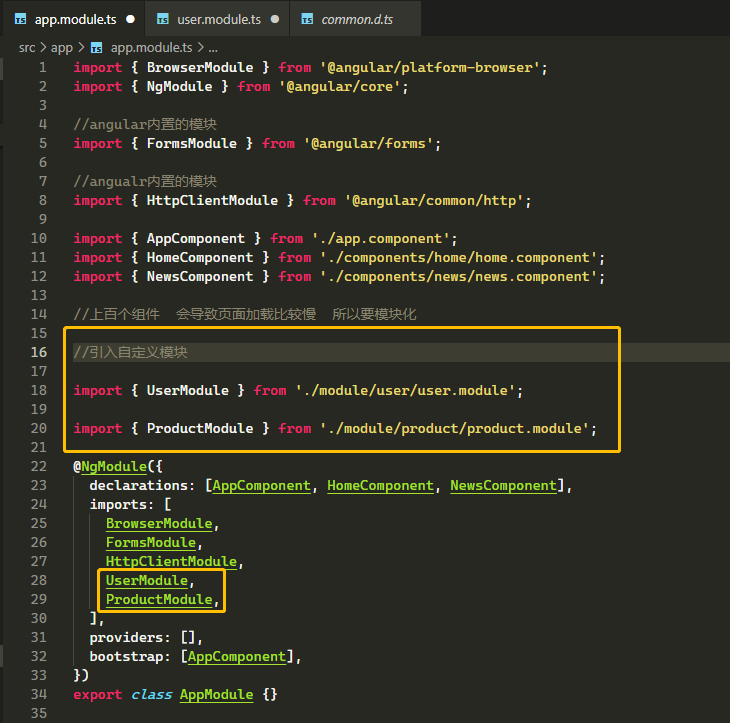 TS app.module.ts ● TS user.module.ts ● TS common.d.ts
src > app > TS app.module.ts > ...
1 import { BrowserModule } from '@angular/platform-browser';
2 import { NgModule } from '@angular/core';
3
4 //angular内置的模块
5 import { FormsModule } from '@angular/forms';
6
7 //angualr内置的模块
8 import { HttpClientModule } from '@angular/common/http';
9
10 import { AppComponent } from './app.component';
11 import { HomeComponent } from './components/home/home.component';
12 import { NewsComponent } from './components/news/news.component';
13
14 //上百个组件  会导致页面加载比较慢  所以要模块化
15
16 //引入自定义模块
17
18 import { UserModule } from './module/user/user.module';
19
20 import { ProductModule } from './module/product/product.module';
21
22 @NgModule({
23   declarations: [AppComponent, HomeComponent, NewsComponent],
24   imports: [
25     BrowserModule,
26     FormsModule,
27     HttpClientModule,
28     UserModule,
29     ProductModule,
30   ],
31   providers: [],
32   bootstrap: [AppComponent],
33 })
34 export class AppModule {}
35